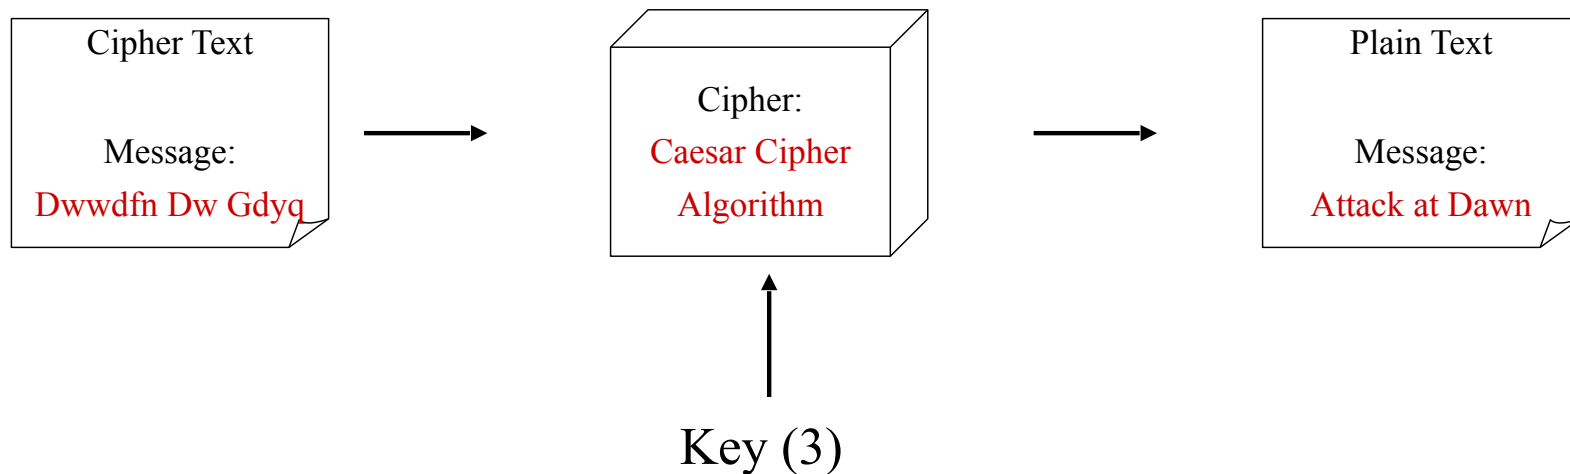 Cipher Text
Message:
Dwwdfn Dw Gdyq
Cipher:
Caesar Cipher
Algorithm
Key (3)
Plain Text
Message:
Attack at Dawn